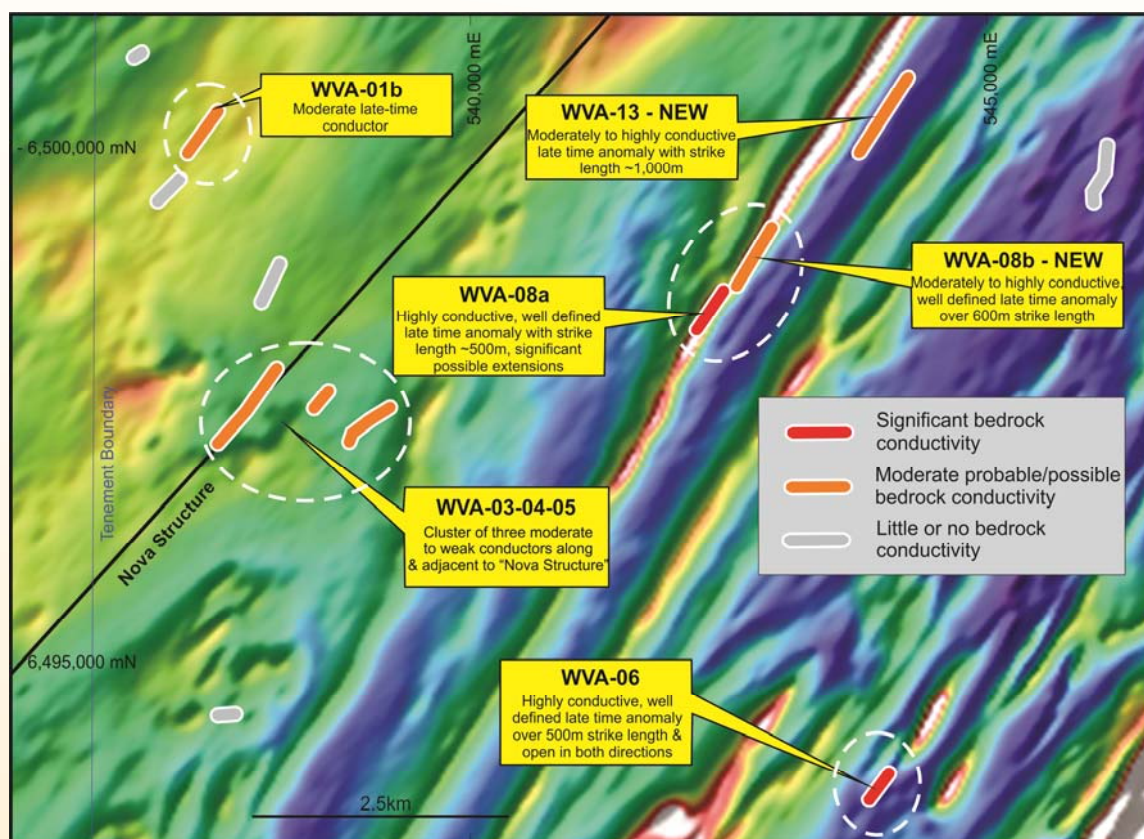 540,000 mE
545,000 mE
WVA-01b
Moderate late-time
conductor
WVA-13 - NEW
Moderately to highly conductive
late time anomaly with strike
length ~1,000m
- 6,500,000 mN
WVA-08b - NEW
Moderately to highly conductive,
well defined late time anomaly
over 600m strike length
WVA-08a
Highly conductive, well defined
late time anomaly with strike
length ~500m, significant
possible extensions
Tenement Boundary
Nova Structure
WVA-03-04-05
Cluster of three moderate
to weak conductors along
& adjacent to “Nova Structure”
Significant bedrock
conductivity
Moderate probable/possible
bedrock conductivity
Little or no bedrock
conductivity
6,495,000 mN
WVA-06
Highly conductive, well
defined late time anomaly
over 500m strike length &
open in both directions
2.5km